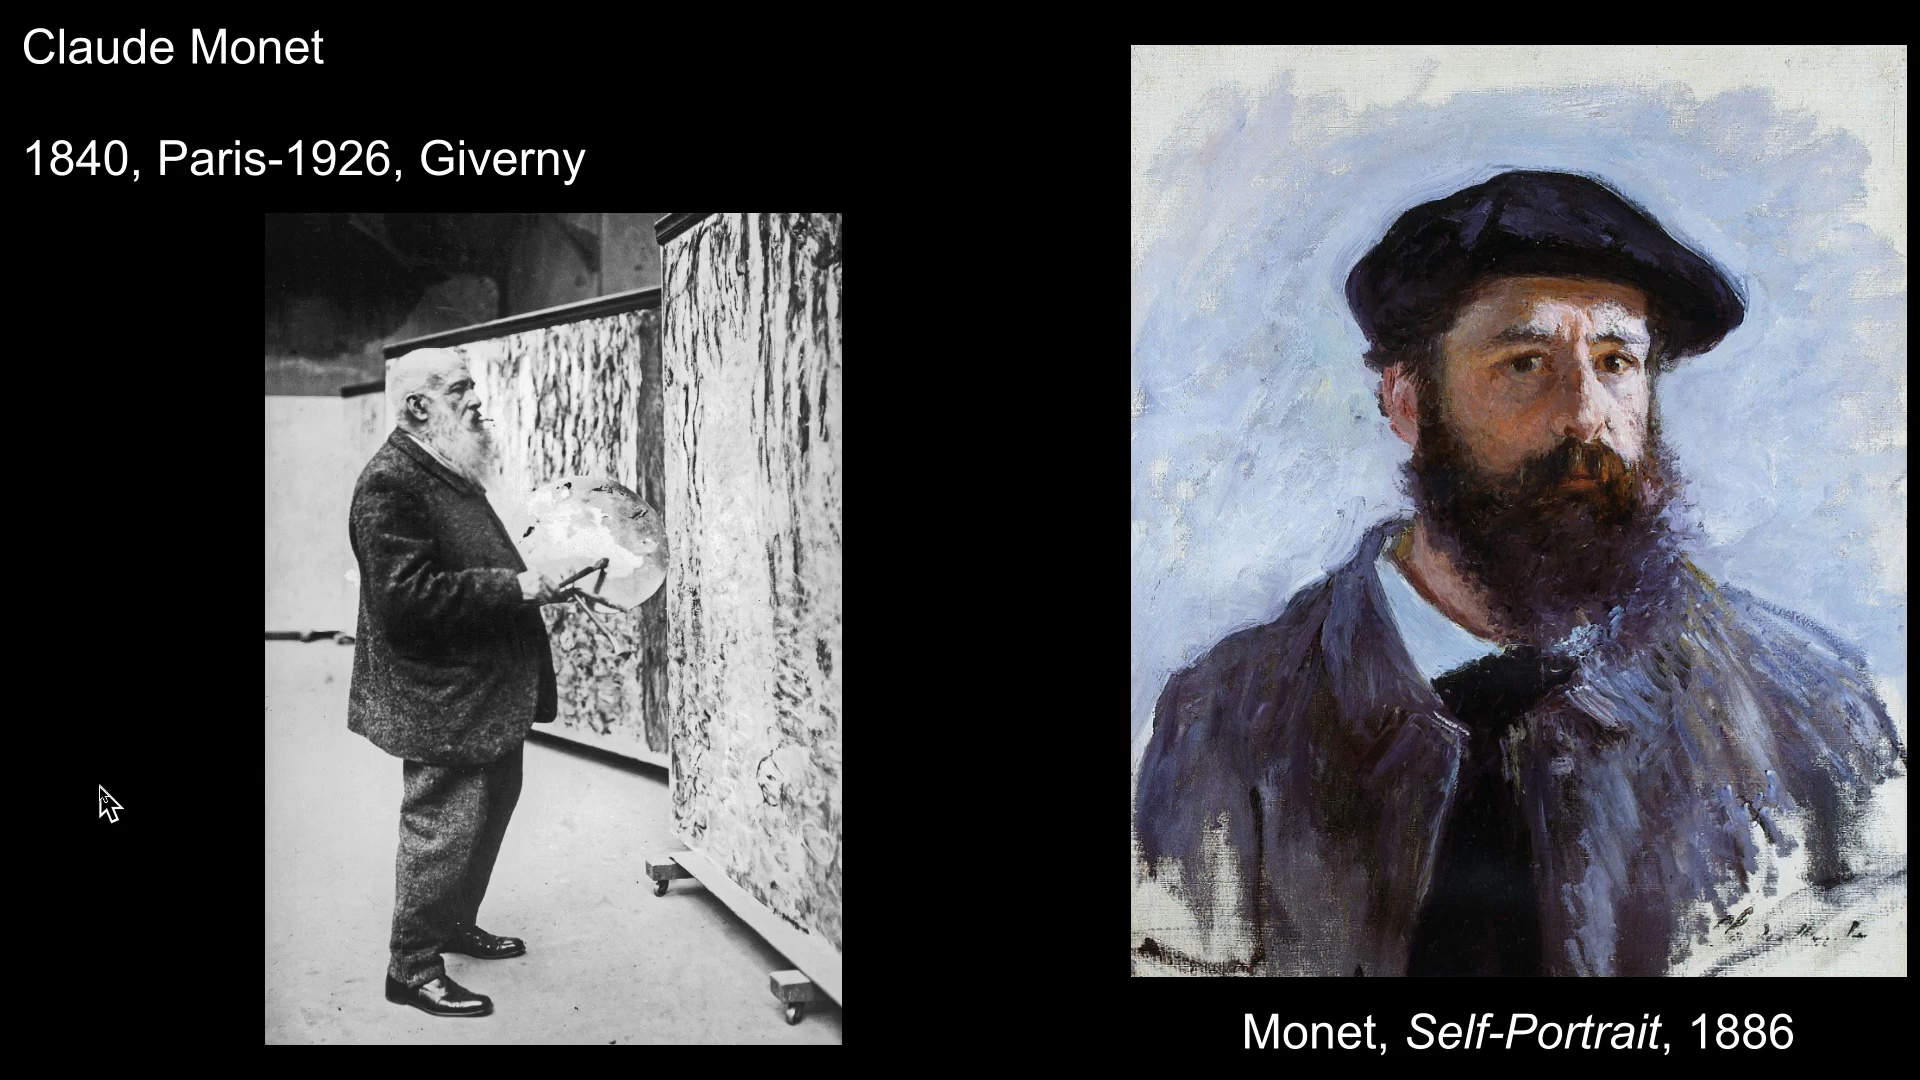 Claude Monet
1840, Paris-1926, Giverny
Monet, Self-Portrait, 1886